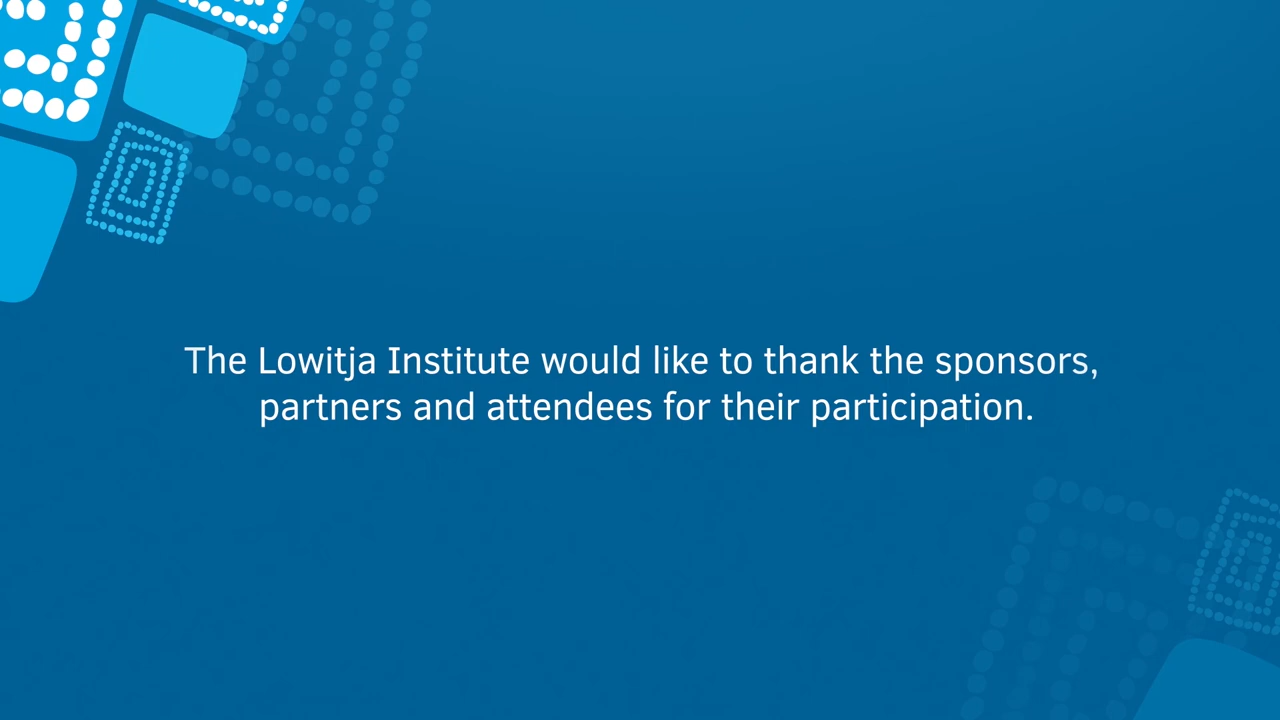 The Lowitja Institute would like to thank the sponsors,
partners and attendees for their participation.